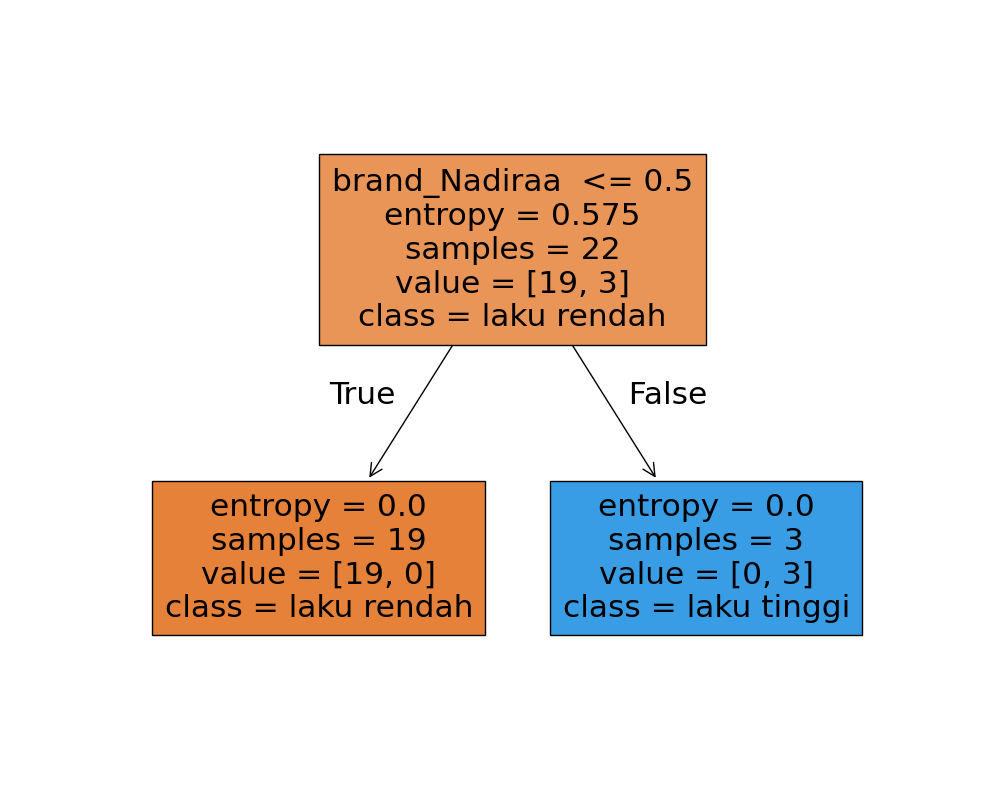 brand_Nadiraa  <= 0.5
entropy = 0.575
samples = 22
value = [19, 3]
class = laku rendah
True
False
entropy = 0.0
samples = 19
value = [19, 0]
class = laku rendah
entropy = 0.0
samples = 3
value = [0, 3]
class = laku tinggi